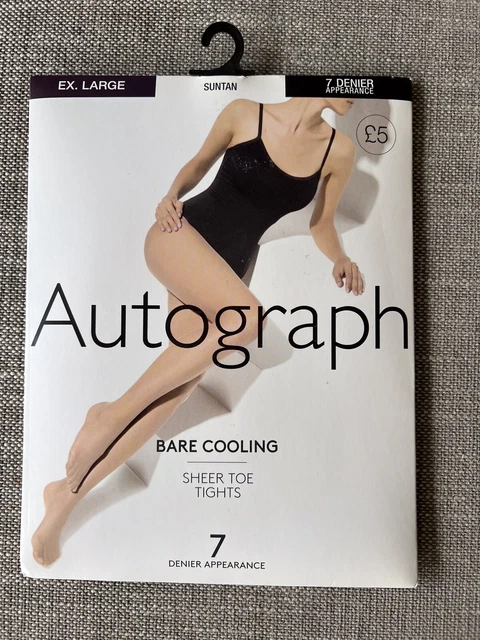 EX. LARGE
SUNTAN
7 DENIER
APPEARANCE
£5
Autograph
BARE COOLING
SHEER TOE
TIGHTS
7
DENIER APPEARANCE